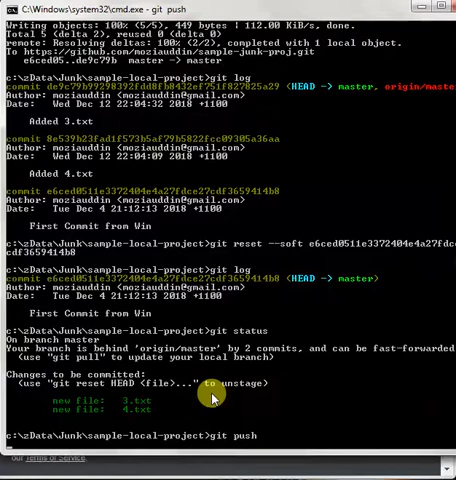 C:\Windows\system32\cmd.exe - git push
Writing objects: 100% (5/5), 449 bytes | 112.00 KiB/s, done.
Total 5 (delta 2), reused 0 (delta 0)
remote: Resolving deltas: 100% (2/2), completed with 1 local object.
To https://github.com/moziauddin/sample-junk-proj.git
e6ced05..de9c79b master -> master
c:\zData\Junk\sample-local-project>git log
commit de9c79b99298392fdd8fb8432ef751f827825a29 (HEAD -> master, origin/maste
Author: moziauddin <moziauddin@gmail.com>
Date: Wed Dec 12 22:04:32 2018 +1100
Added 3.txt
commit 8e539b23fad1f573b5af79b5822fcc09305a36aa
Author: moziauddin <moziauddin@gmail.com>
Date: Wed Dec 12 22:04:09 2018 +1100
Added 4.txt
commit e6ced0511e3372404e4a27fdce27cdf3659414b8
Author: moziauddin <moziauddin@gmail.com>
Date: Tue Dec 4 21:12:13 2018 +1100
First Commit from Win
c:\zData\Junk\sample-local-project>git reset --soft e6ced0511e3372404e4a27fdce
cdf3659414b8
c:\zData\Junk\sample-local-project>git log
commit e6ced0511e3372404e4a27fdce27cdf3659414b8 (HEAD -> master)
Author: moziauddin <moziauddin@gmail.com>
Date: Tue Dec 4 21:12:13 2018 +1100
First Commit from Win
c:\zData\Junk\sample-local-project>git status
On branch master
Your branch is behind 'origin/master' by 2 commits, and can be fast-forwarded
(use "git pull" to update your local branch)
Changes to be committed:
(use "git reset HEAD <file>..." to unstage)
new file: 3.txt
new file: 4.txt
c:\zData\Junk\sample-local-project>git push
our Terms of Service.